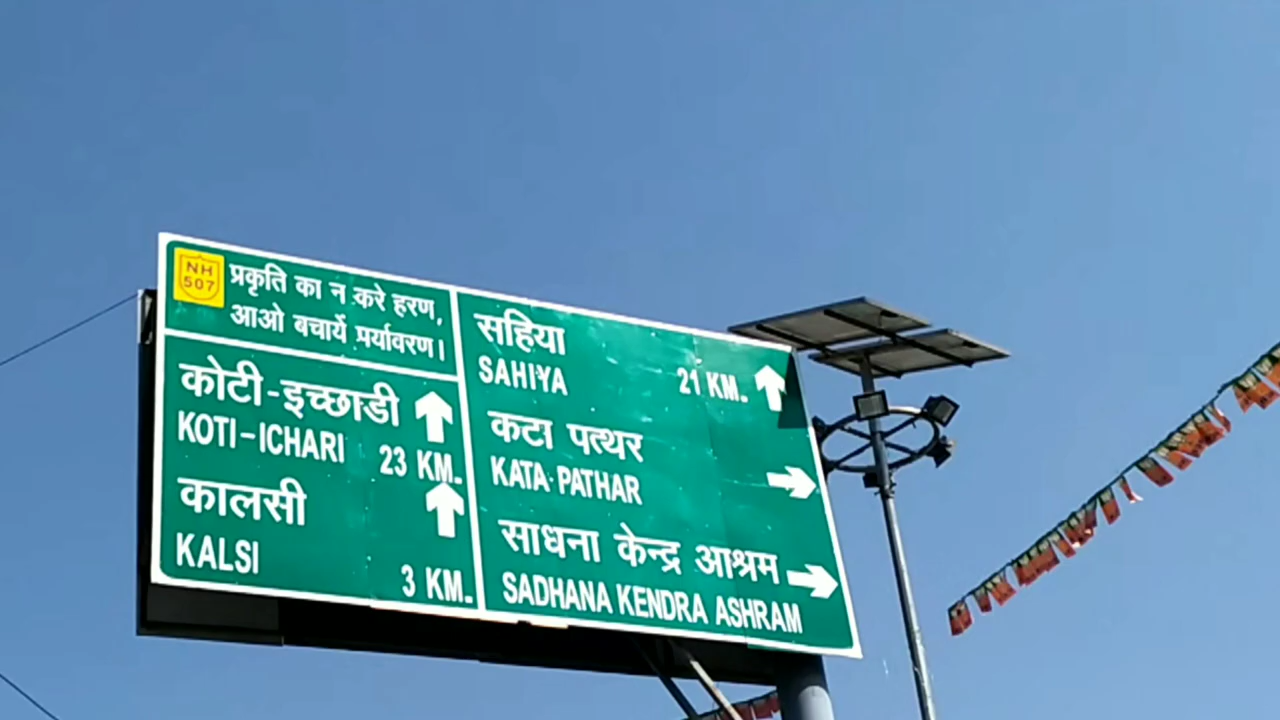 NH
507
प्रकृति का न करे हरण,
आओ बचायें पर्यावरण।
कोटी-इच्छाडी
KOTI-ICHARI
23 KM.
कालसी
KALSI
3 KM.
सहिया
SAHIYA
21 KM.
कटा पत्थर
KATA PATHAR
साधना केन्द्र आश्रम
SADHANA KENDRA ASHRAM